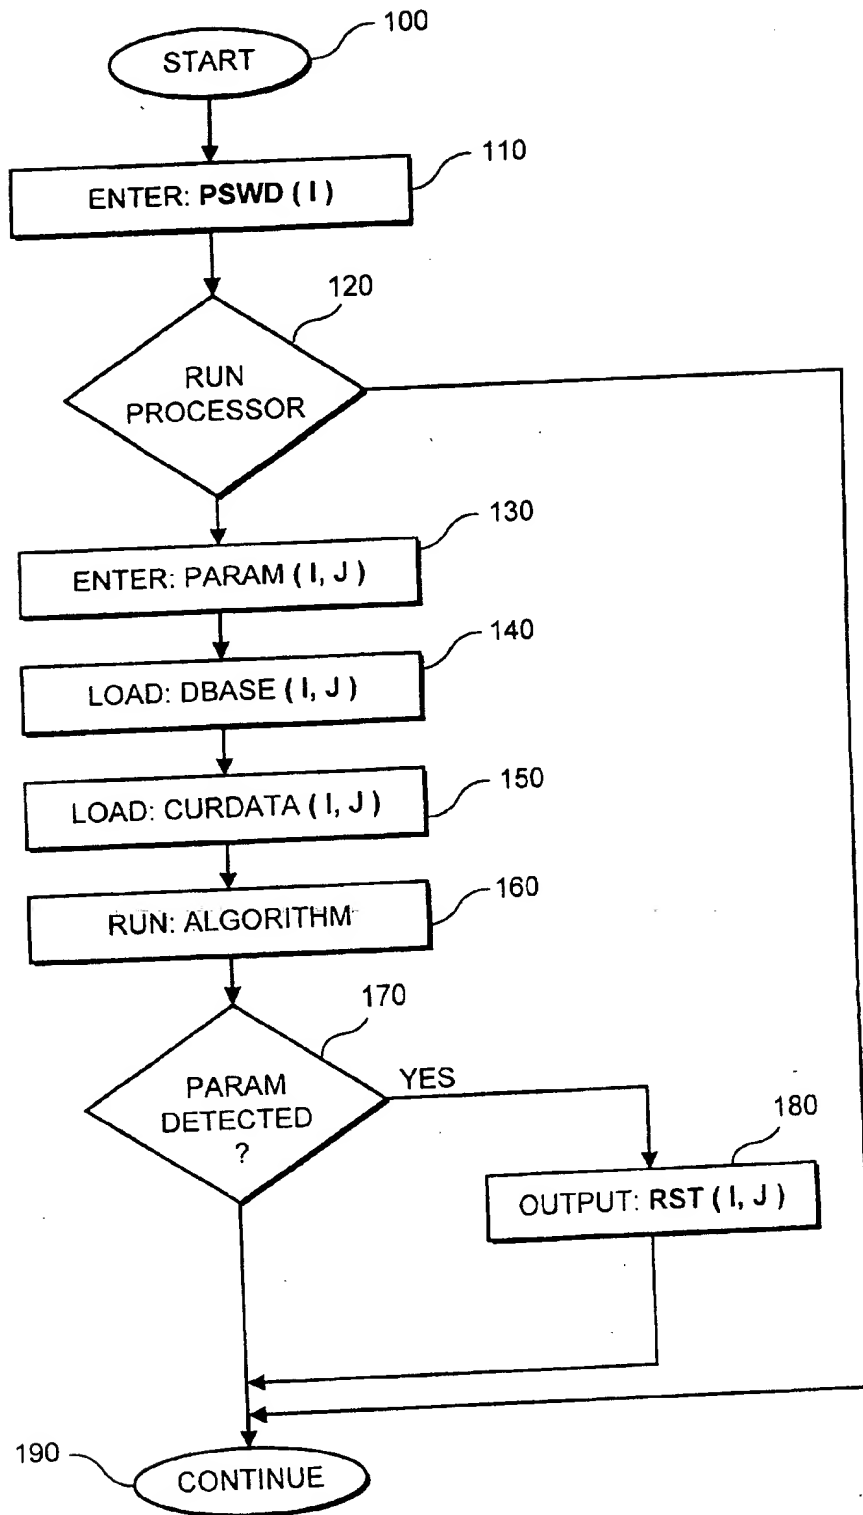 100
START
110
ENTER: PSWD ( I )
120
RUN
PROCESSOR
130
ENTER: PARAM ( I, J )
140
LOAD: DBASE ( I, J )
150
LOAD: CURDATA ( I, J )
160
RUN: ALGORITHM
170
PARAM
DETECTED
?
YES
180
OUTPUT: RST ( I, J )
190
CONTINUE